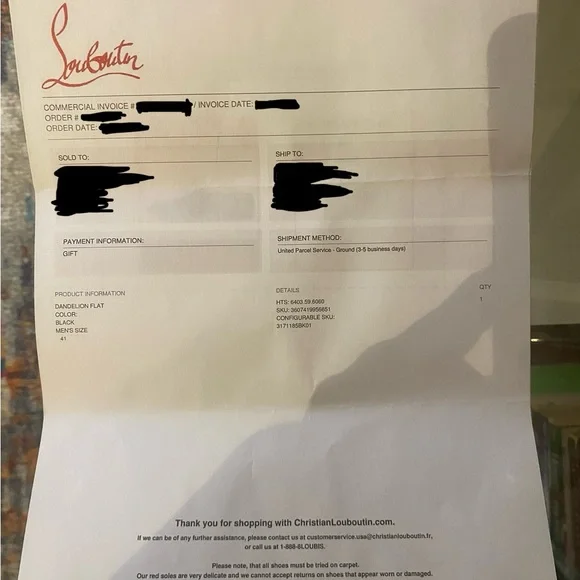 Louboutin
COMMERCIAL INVOICE # / INVOICE DATE:
ORDER #
ORDER DATE:
SOLD TO:
SHIP TO:
PAYMENT INFORMATION:
GIFT
SHIPMENT METHOD:
United Parcel Service - Ground (3-5 business days)
PRODUCT INFORMATION
DANDELION FLAT
COLOR:
BLACK
MEN'S SIZE
41
DETAILS
HTS: 6403.59.6060
SKU: 3607419956651
CONFIGURABLE SKU:
3171185BK01
QTY
1
Thank you for shopping with ChristianLouboutin.com.
If we can be of any further assistance, please contact us at customerservice.usa@christianlouboutin.fr,
or call us at 1-888-8LOUBIS.
Please note, that all shoes must be tried on carpet.
Our red soles are very delicate and we cannot accept returns on shoes that appear worn or damaged.